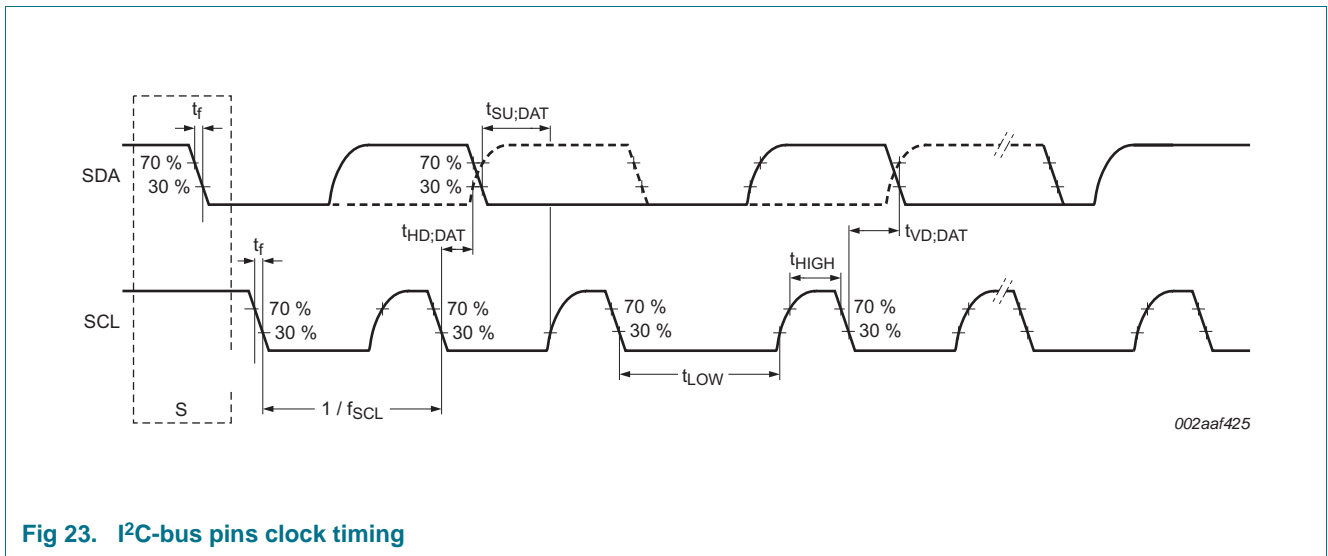 tf
tSU;DAT
70 %
30 %
70 %
30 %
SDA
tHD;DAT
tVD;DAT
tf
tHIGH
70 %
30 %
70 %
30 %
70 %
30 %
70 %
30 %
SCL
tLOW
S
1 / fSCL
002aaf425
Fig 23. I2C-bus pins clock timing